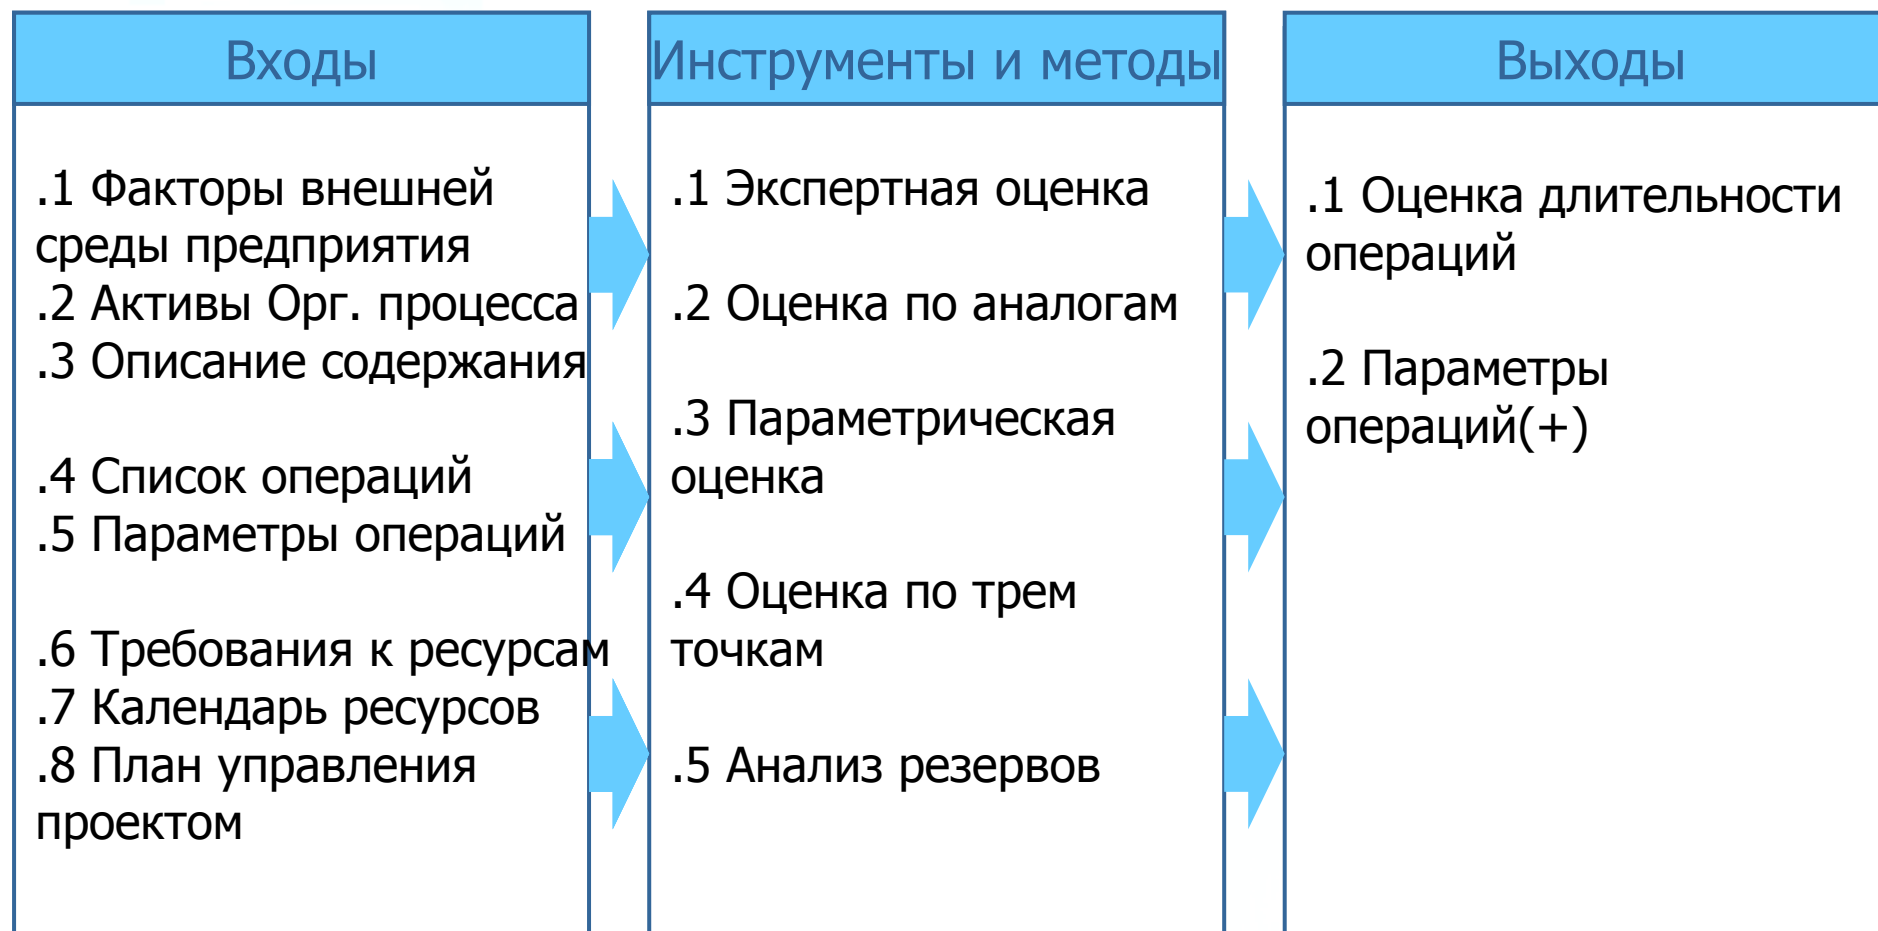 Входы
.1 Факторы внешней
среды предприятия
.2 Активы Орг. процесса
.3 Описание содержания
.4 Список операций
.5 Параметры операций
.6 Требования к ресурсам
.7 Календарь ресурсов
.8 План управления
проектом
Инструменты и методы
.1 Экспертная оценка
.2 Оценка по аналогам
.3 Параметрическая
оценка
.4 Оценка по трем
точкам
.5 Анализ резервов
Выходы
.1 Оценка длительности
операций
.2 Параметры
операций(+)